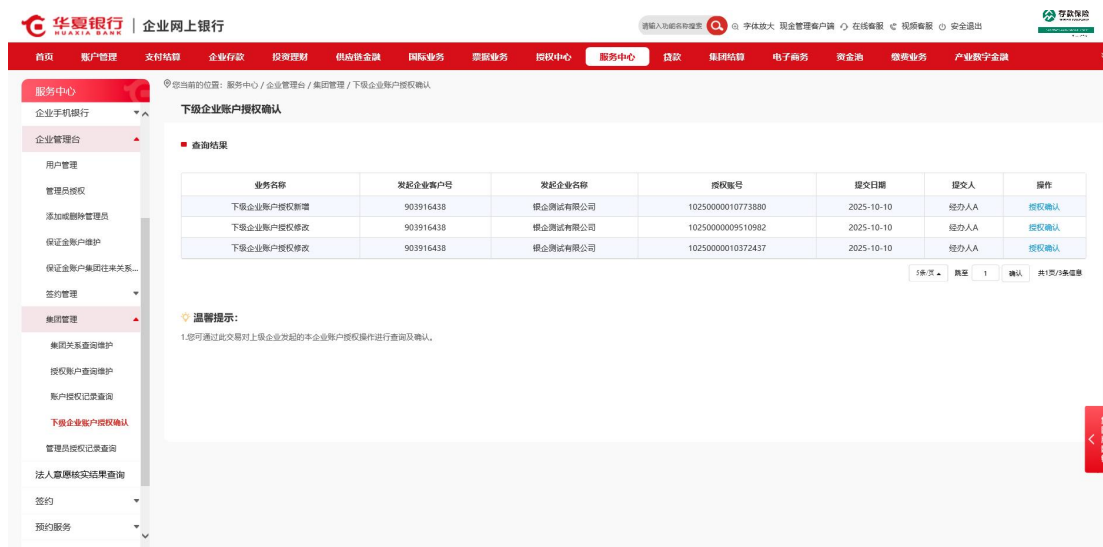 华夏银行 企业网上银行
HUAXIA BANK
请输入功能名称搜索 字体放大 现金管理客户端 在线客服 视频客服 安全退出
存款保险
首页 账户管理 支付结算 企业存款 投资理财 供应链金融 国际业务 票据业务 授权中心 服务中心 贷款 集团结算 电子商务 资金池 缴费业务 产业数字金融
服务中心
企业手机银行
企业管理台
用户管理
管理员授权
添加或删除管理员
保证金账户维护
保证金账户集团往来关系...
签约管理
集团管理
集团关系查询维护
授权账户查询维护
账户授权记录查询
下级企业账户授权确认
管理员授权记录查询
法人意愿核实结果查询
签约
预约服务
您当前的位置:服务中心 / 企业管理台 / 集团管理 / 下级企业账户授权确认
下级企业账户授权确认
查询结果
业务名称 发起企业客户号 发起企业名称 授权账号 提交日期 提交人 操作
下级企业账户授权新增 903916438 银企测试有限公司 10250000010773880 2025-10-10 经办人A 授权确认
下级企业账户授权修改 903916438 银企测试有限公司 10250000009510982 2025-10-10 经办人A 授权确认
下级企业账户授权修改 903916438 银企测试有限公司 10250000010372437 2025-10-10 经办人A 授权确认
5条/页 跳至 1 确认 共1页/3条信息
温馨提示:
1.您可通过此交易对上级企业发起的本企业账户授权操作进行查询及确认。